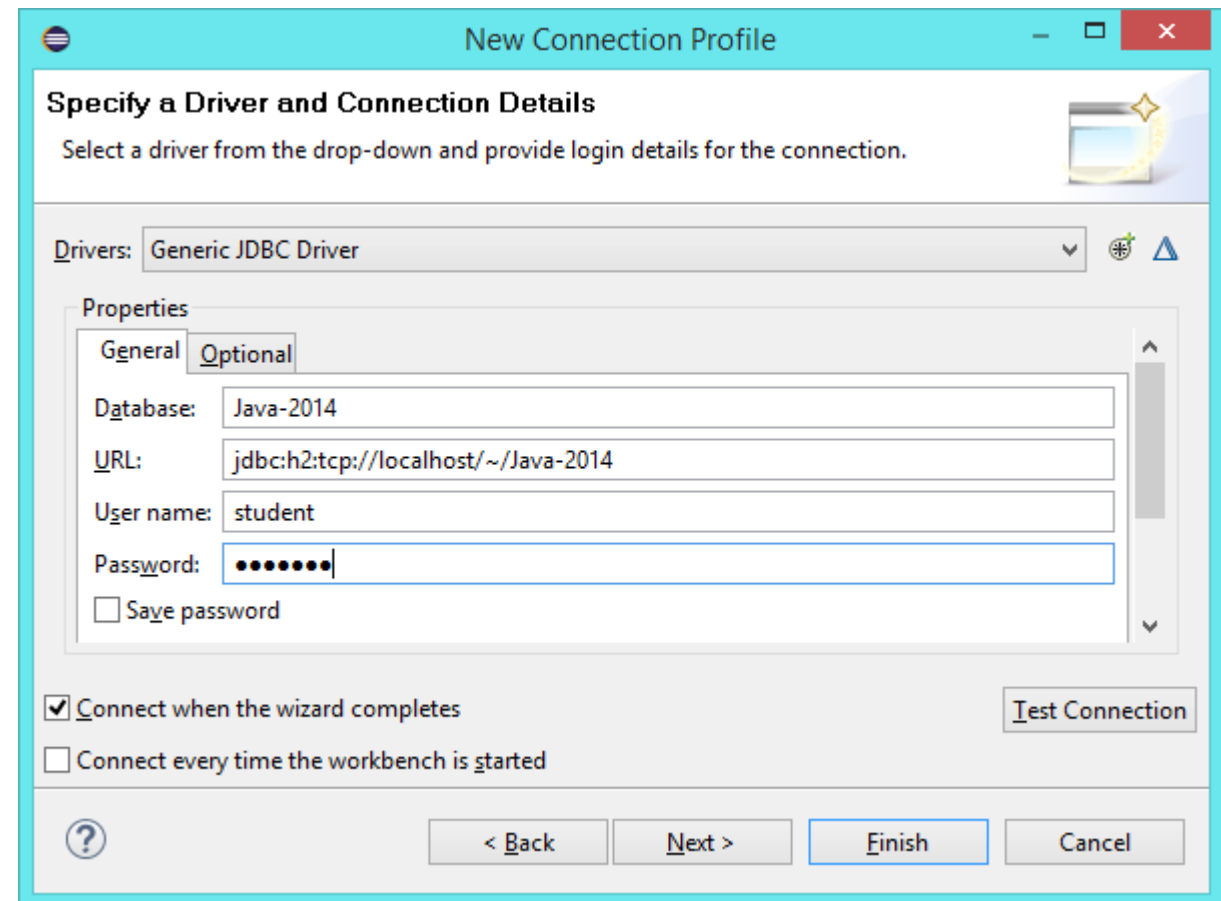 New Connection Profile
Specify a Driver and Connection Details
Select a driver from the drop-down and provide login details for the connection.
Drivers: Generic JDBC Driver
Properties
General Optional
Database: Java-2014
URL: jdbc:h2:tcp://localhost/~/Java-2014
User name: student
Password: •••••••
Save password
Connect when the wizard completes
Test Connection
Connect every time the workbench is started
? < Back Next > Finish Cancel